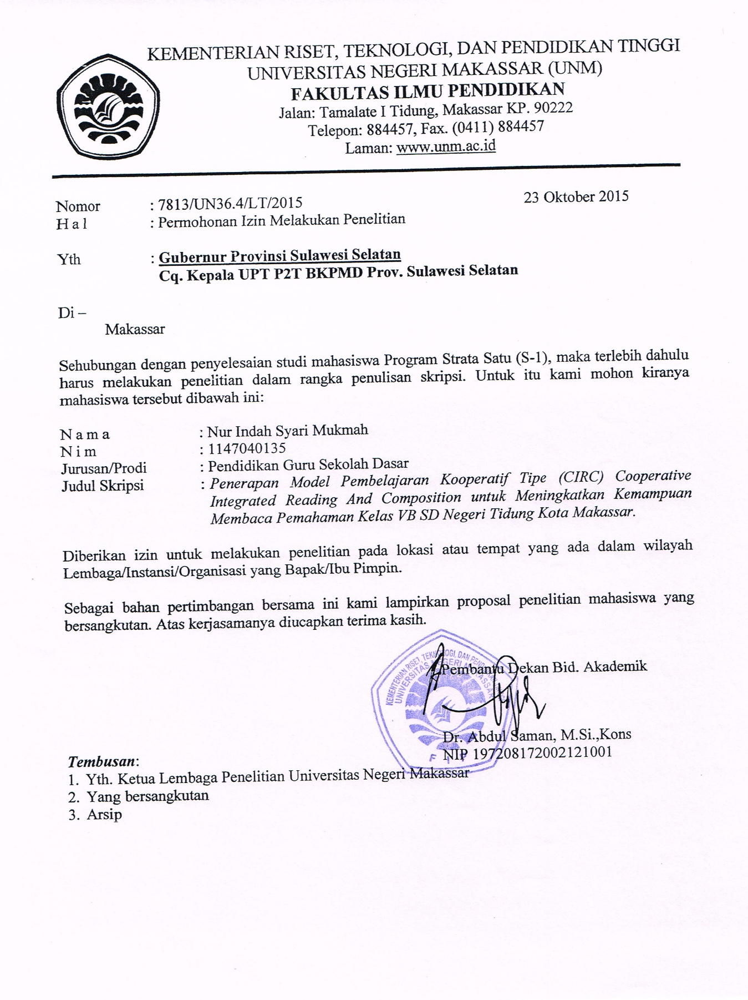 KEMENTERIAN RISET, TEKNOLOGI, DAN PENDIDIKAN TINGGI
UNIVERSITAS NEGERI MAKASSAR (UNM)
FAKULTAS ILMU PENDIDIKAN
Jalan: Tamalate I Tidung, Makassar KP. 90222
Telepon: 884457, Fax. (0411) 884457
Laman: www.unm.ac.id
Nomor : 7813/UN36.4/LT/2015 23 Oktober 2015
H a l : Permohonan Izin Melakukan Penelitian
Yth : Gubernur Provinsi Sulawesi Selatan
Cq. Kepala UPT P2T BKPMD Prov. Sulawesi Selatan
Di –
Makassar
Sehubungan dengan penyelesaian studi mahasiswa Program Strata Satu (S-1), maka terlebih dahulu
harus melakukan penelitian dalam rangka penulisan skripsi. Untuk itu kami mohon kiranya
mahasiswa tersebut dibawah ini:
N a m a : Nur Indah Syari Mukmah
N i m : 1147040135
Jurusan/Prodi : Pendidikan Guru Sekolah Dasar
Judul Skripsi : Penerapan Model Pembelajaran Kooperatif Tipe (CIRC) Cooperative
Integrated Reading And Composition untuk Meningkatkan Kemampuan
Membaca Pemahaman Kelas VB SD Negeri Tidung Kota Makassar.
Diberikan izin untuk melakukan penelitian pada lokasi atau tempat yang ada dalam wilayah
Lembaga/Instansi/Organisasi yang Bapak/Ibu Pimpin.
Sebagai bahan pertimbangan bersama ini kami lampirkan proposal penelitian mahasiswa yang
bersangkutan. Atas kerjasamanya diucapkan terima kasih.
KEMENTERIAN RISET, TEKNOLOGI, DAN
UNIVERSITAS NEGERI MAKASSAR
F I P
Pembantu Dekan Bid. Akademik
Dr. Abdul Saman, M.Si.,Kons
NIP 197208172002121001
Tembusan:
1. Yth. Ketua Lembaga Penelitian Universitas Negeri Makassar
2. Yang bersangkutan
3. Arsip